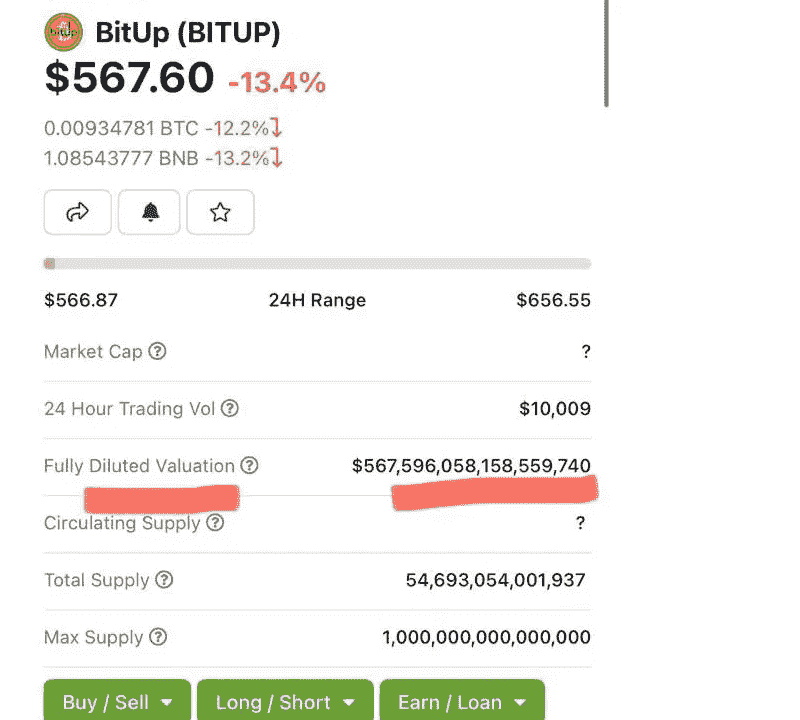 BitUp (BITUP)
$567.60 -13.4%
0.00934781 BTC -12.2%
1.08543777 BNB -13.2%
$566.87 24H Range $656.55
Market Cap ?
24 Hour Trading Vol $10,009
Fully Diluted Valuation $567,596,058,158,559,740
Circulating Supply ?
Total Supply 54,693,054,001,937
Max Supply 1,000,000,000,000,000
Buy / Sell Long / Short Earn / Loan